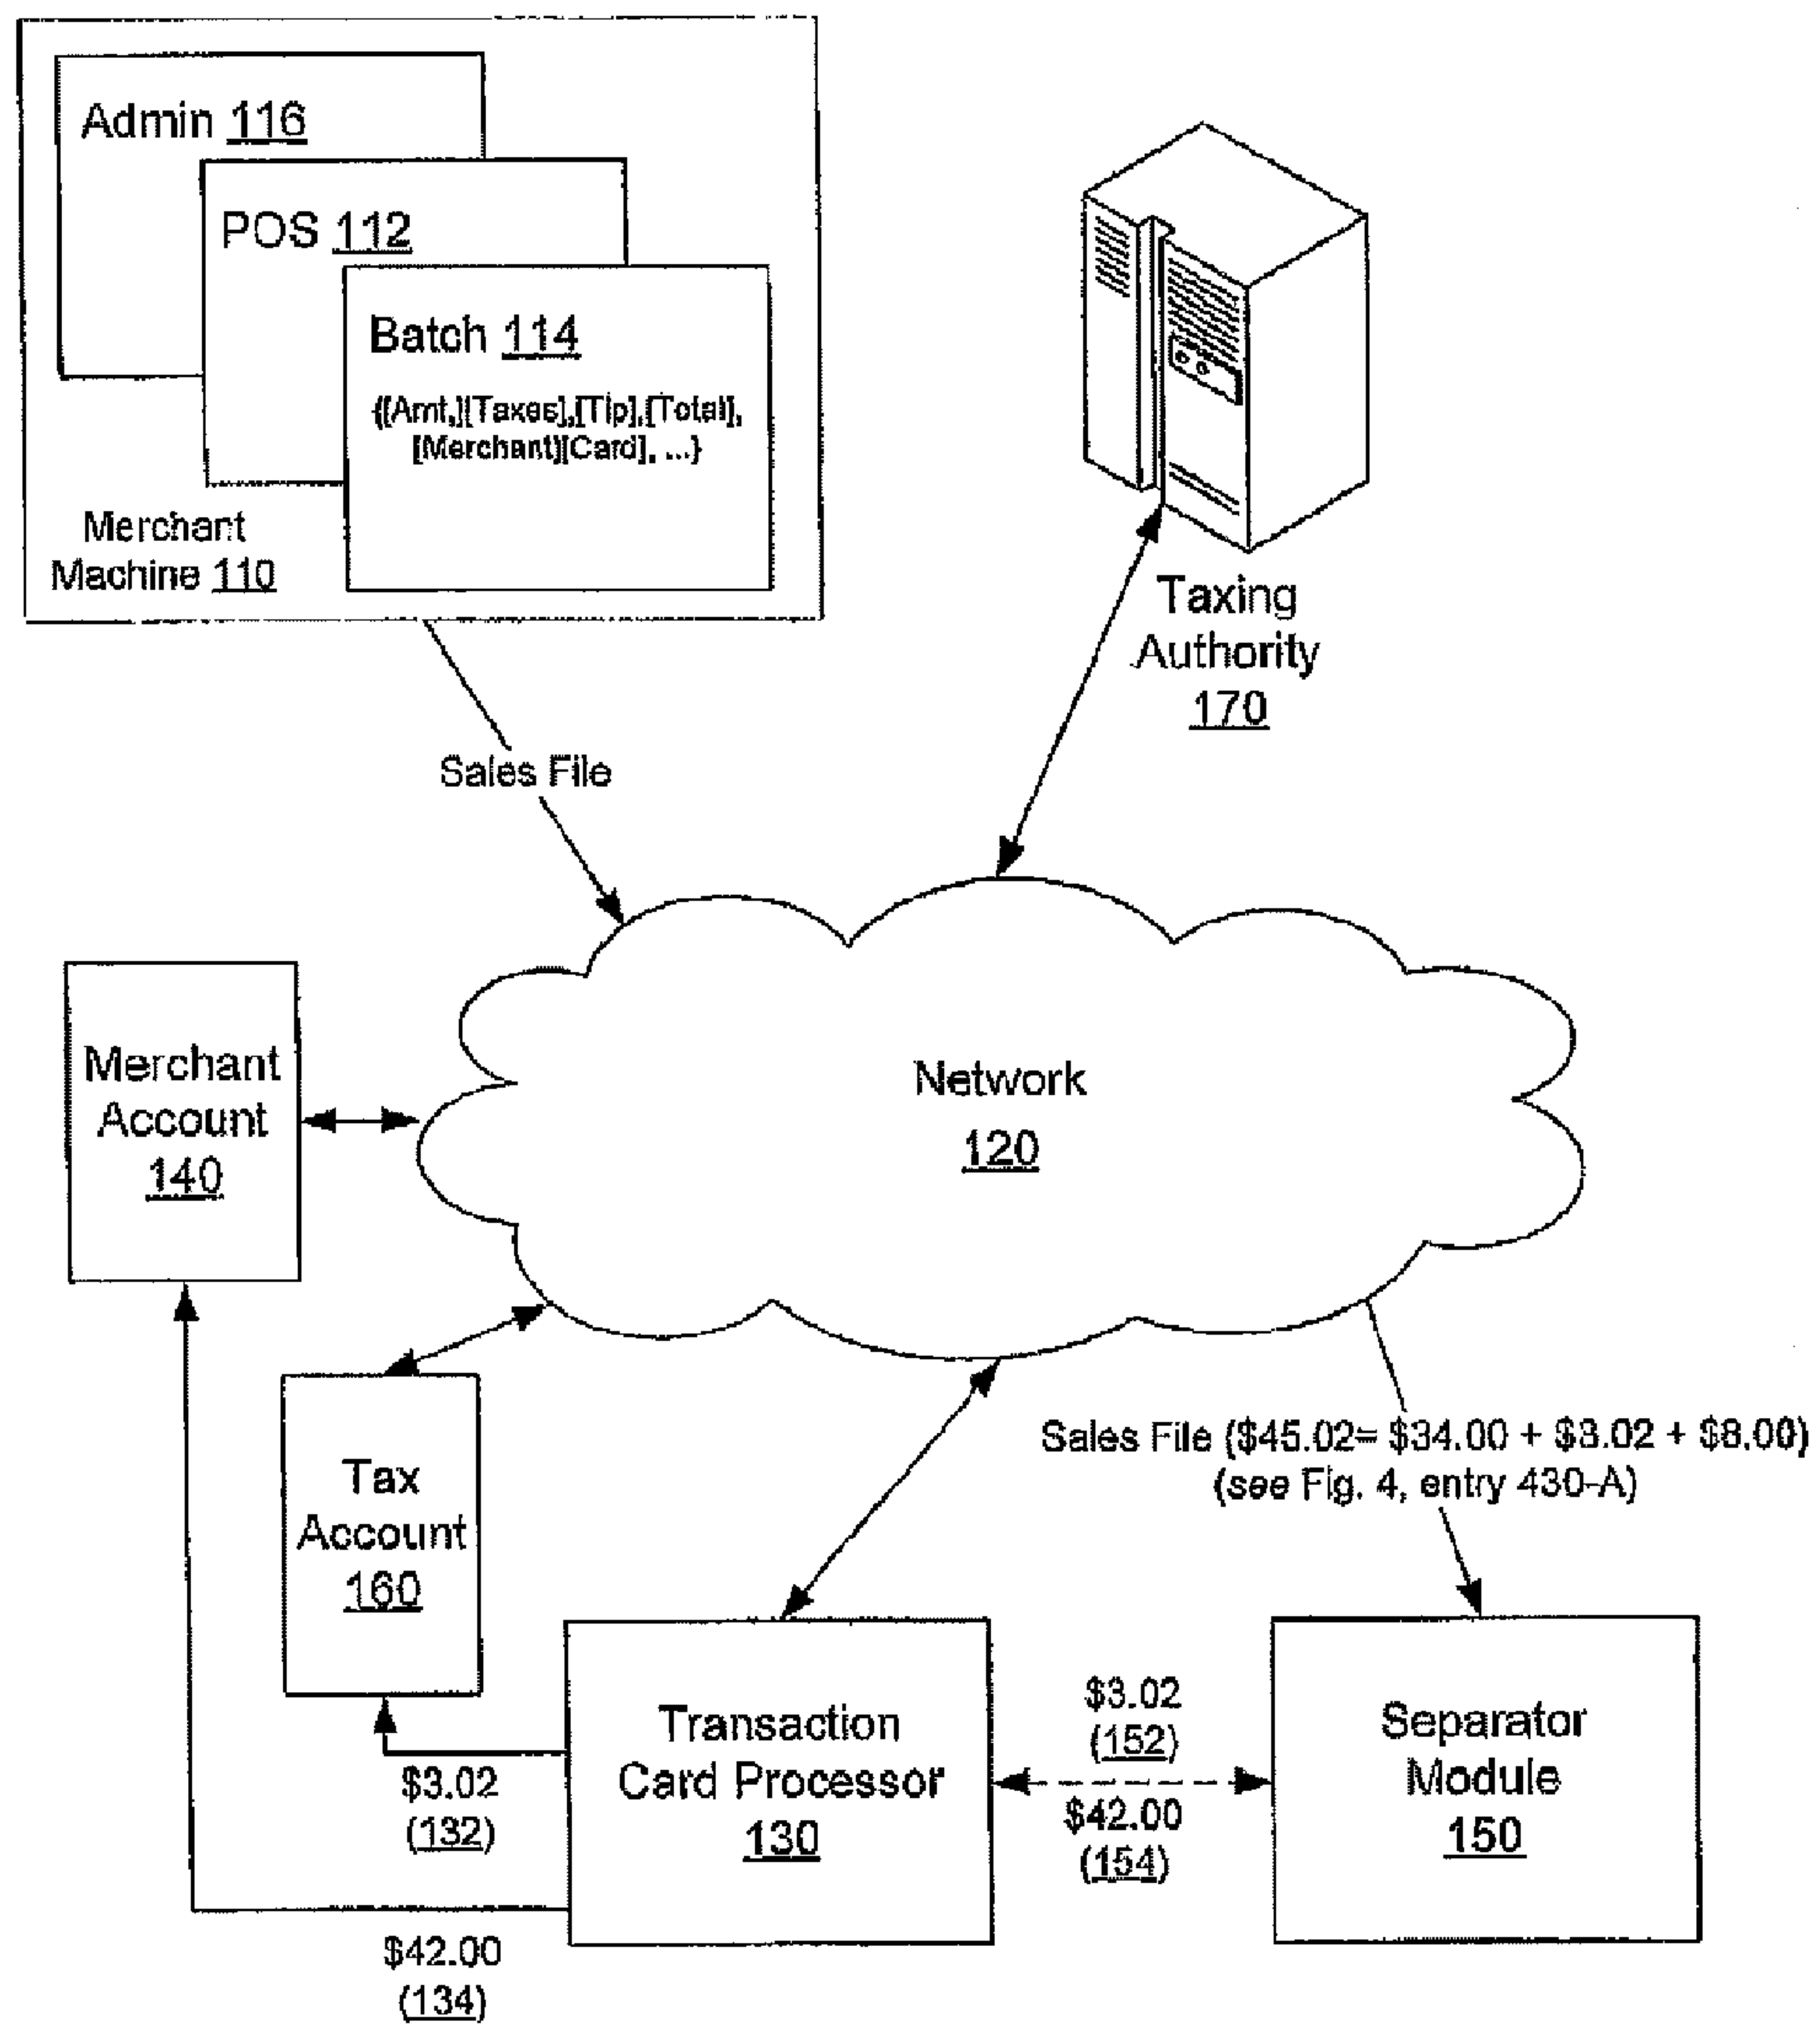 Admin 116
POS 112
Batch 114
{[Amt,][Taxes],[Tip],[Total],
[Merchant][Card], ...}
Merchant
Machine 110
Taxing
Authority
170
Sales File
Merchant
Account
140
Network
120
Sales File ($45.02= $34.00 + $3.02 + $8.00)
(see Fig. 4, entry 430-A)
Tax
Account
160
Transaction
Card Processor
130
$3.02
(152)
$42.00
(154)
Separator
Module
150
$3.02
(132)
$42.00
(134)